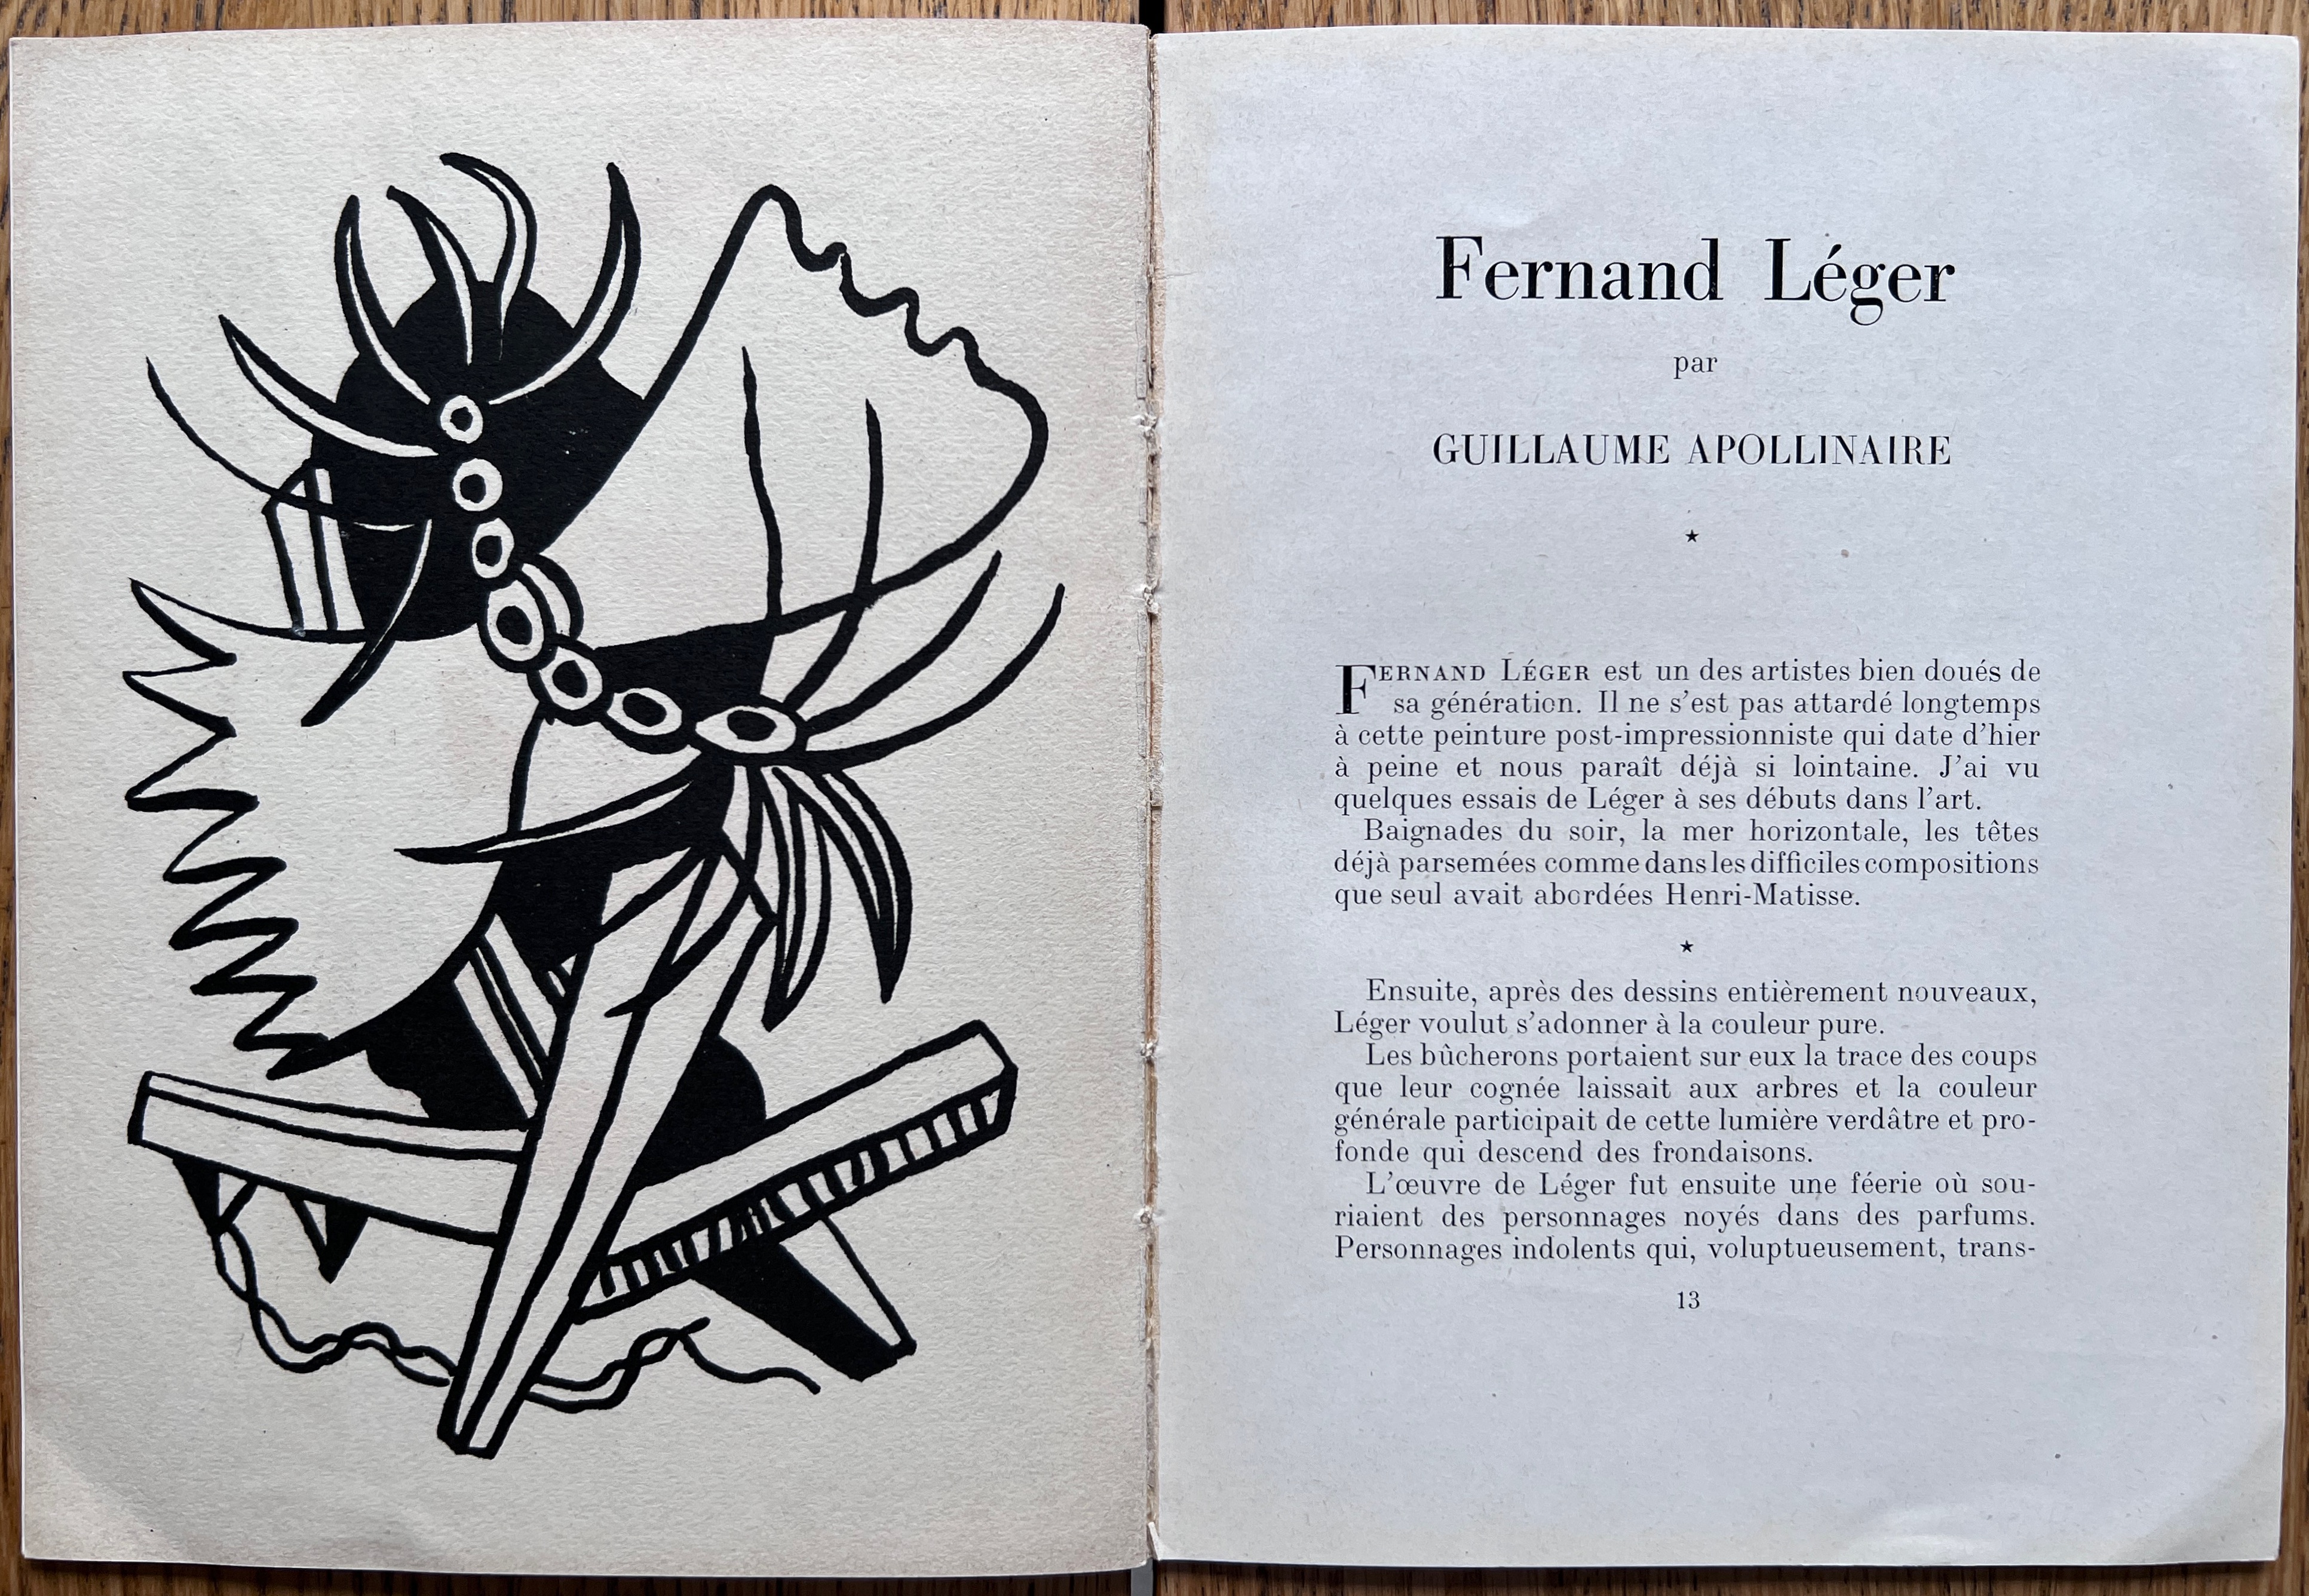 Fernand Léger
par
GUILLAUME APOLLINAIRE
★
FERNAND LÉGER est un des artistes bien doués de
sa génération. Il ne s'est pas attardé longtemps
à cette peinture post-impressionniste qui date d'hier
à peine et nous paraît déjà si lointaine. J'ai vu
quelques essais de Léger à ses débuts dans l'art.
Baignades du soir, la mer horizontale, les têtes
déjà parsemées comme dans les difficiles compositions
que seul avait abordées Henri-Matisse.
★
Ensuite, après des dessins entièrement nouveaux,
Léger voulut s'adonner à la couleur pure.
Les bûcherons portaient sur eux la trace des coups
que leur cognée laissait aux arbres et la couleur
générale participait de cette lumière verdâtre et pro-
fonde qui descend des frondaisons.
L'œuvre de Léger fut ensuite une féerie où sou-
riaient des personnages noyés dans des parfums.
Personnages indolents qui, voluptueusement, trans-
13